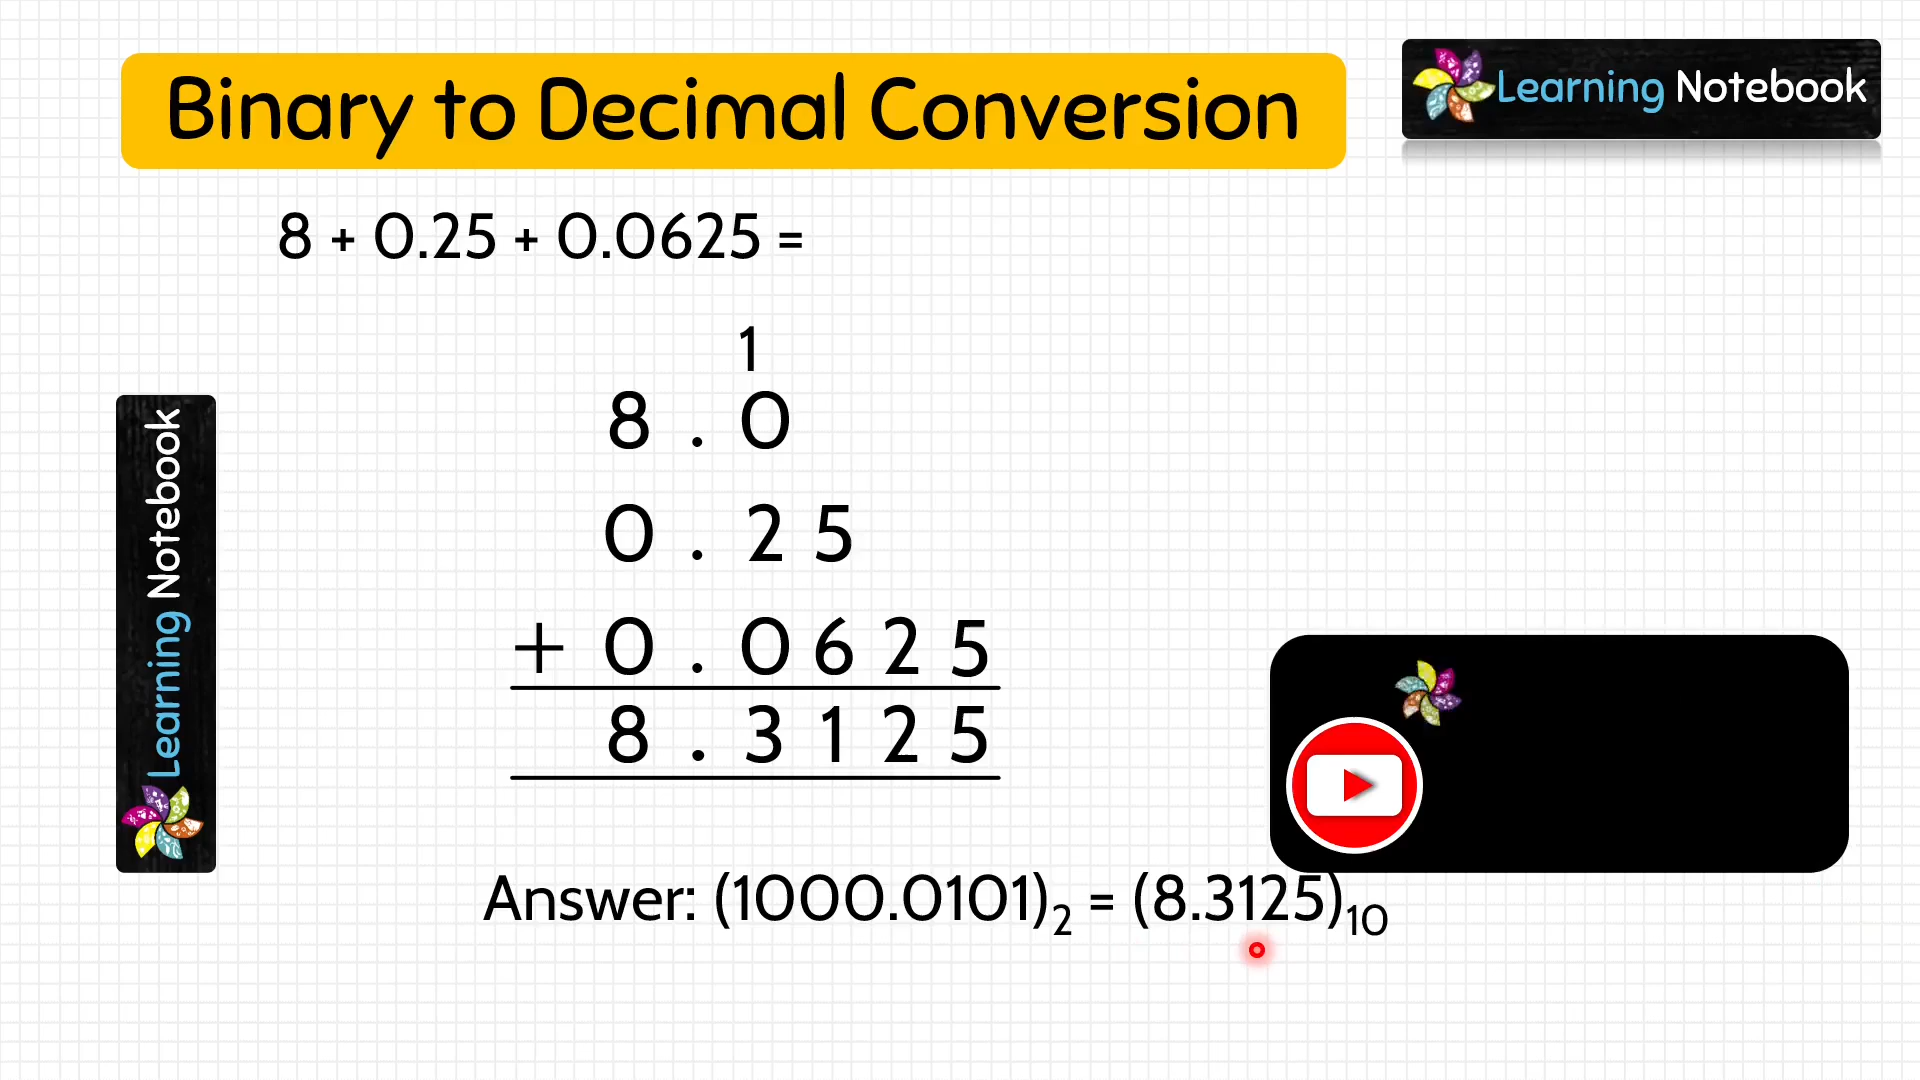 Binary to Decimal Conversion
Learning Notebook
8 + 0.25 + 0.0625 =
1
8 . 0
0 . 2 5
+ 0 . 0 6 2 5
8 . 3 1 2 5
Learning Notebook
Answer: (1000.0101)₂ = (8.3125)₁₀